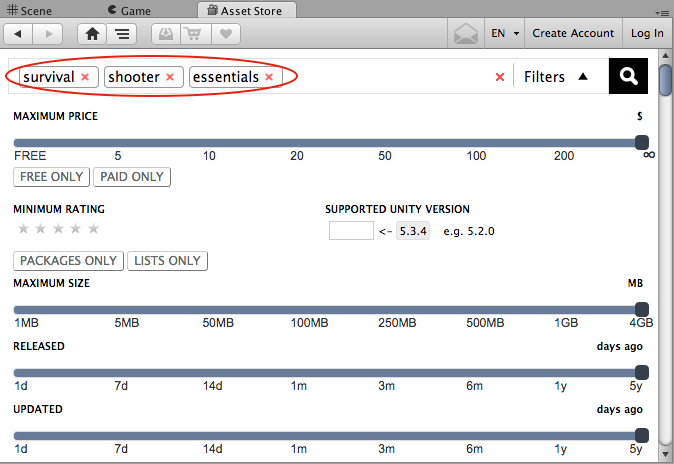 Scene Game Asset Store
EN Create Account Log In
survival × shooter × essentials × × Filters ▲
MAXIMUM PRICE $
FREE 5 10 20 50 100 200 ∞
FREE ONLY PAID ONLY
MINIMUM RATING SUPPORTED UNITY VERSION
<- 5.3.4 e.g. 5.2.0
PACKAGES ONLY LISTS ONLY
MAXIMUM SIZE MB
1MB 5MB 50MB 100MB 250MB 500MB 1GB 4GB
RELEASED days ago
1d 7d 14d 1m 3m 6m 1y 5y
UPDATED days ago
1d 7d 14d 1m 3m 6m 1y 5y